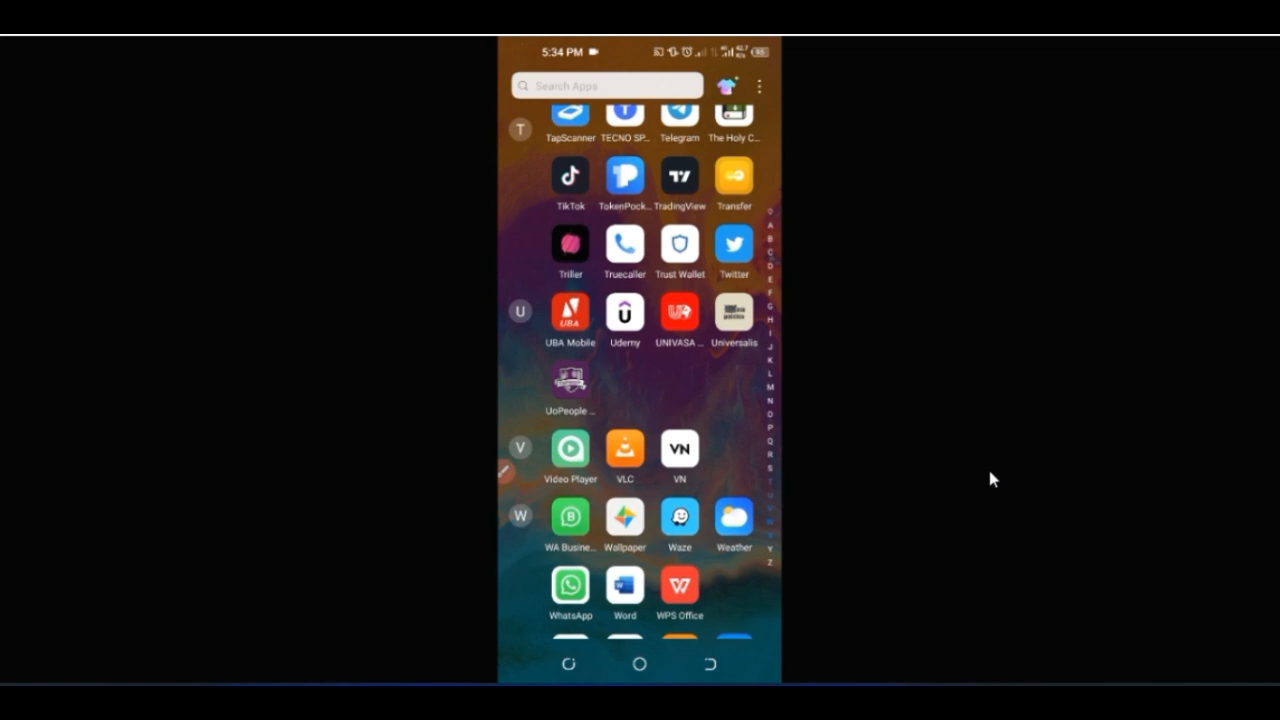 5:34 PM
Search Apps
T
TapScanner TECNO SP... Telegram The Holy C...
TikTok TokenPock... TradingView Transfer
Triller Truecaller Trust Wallet Twitter
U
UBA
UBA Mobile Udemy UNIVASA ... Universalis
UoPeople ...
V
VN
Video Player VLC VN
W
WA Busine... Wallpaper Waze Weather
WhatsApp Word WPS Office
A
B
C
D
E
F
G
H
I
J
K
L
M
N
O
P
Q
R
S
T
U
V
W
X
Y
Z